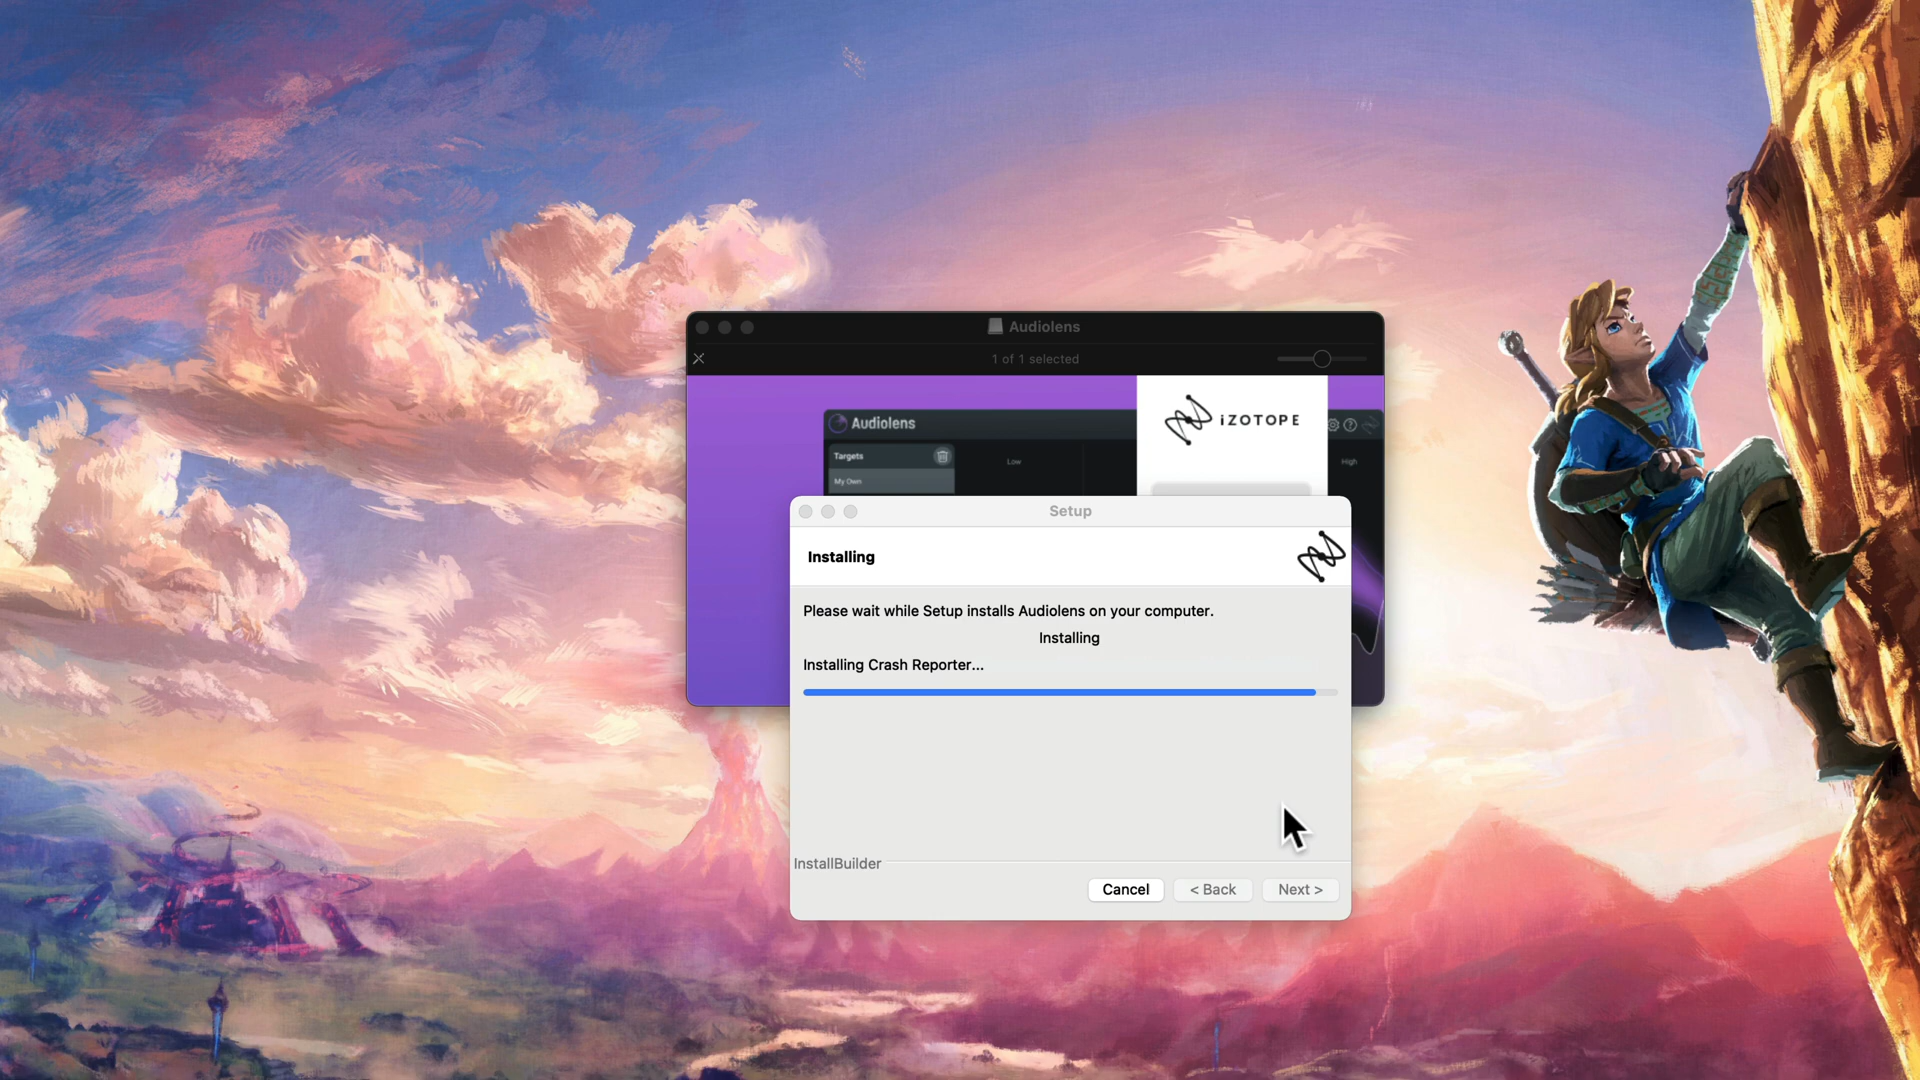 Audiolens
1 of 1 selected
iZOTOPE
Audiolens
Targets
Low
High
My Own
Setup
Installing
Please wait while Setup installs Audiolens on your computer.
Installing
Installing Crash Reporter...
InstallBuilder
Cancel
< Back
Next >